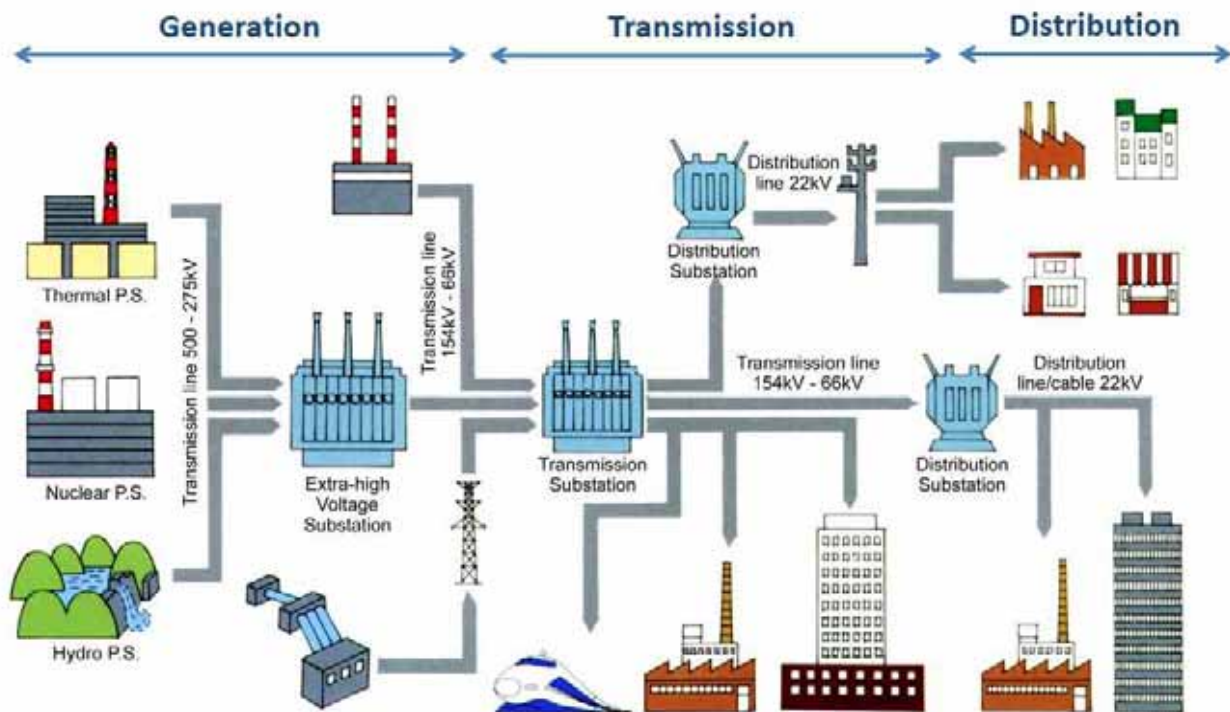 Generation
Transmission
Distribution
Thermal P.S.
Nuclear P.S.
Hydro P.S.
Transmission line 500 - 275kV
Extra-high
Voltage
Substation
Transmission line
154kV - 66kV
Transmission
Substation
Distribution
Substation
Distribution
line 22kV
Transmission line
154kV - 66kV
Distribution
Substation
Distribution
line/cable 22kV